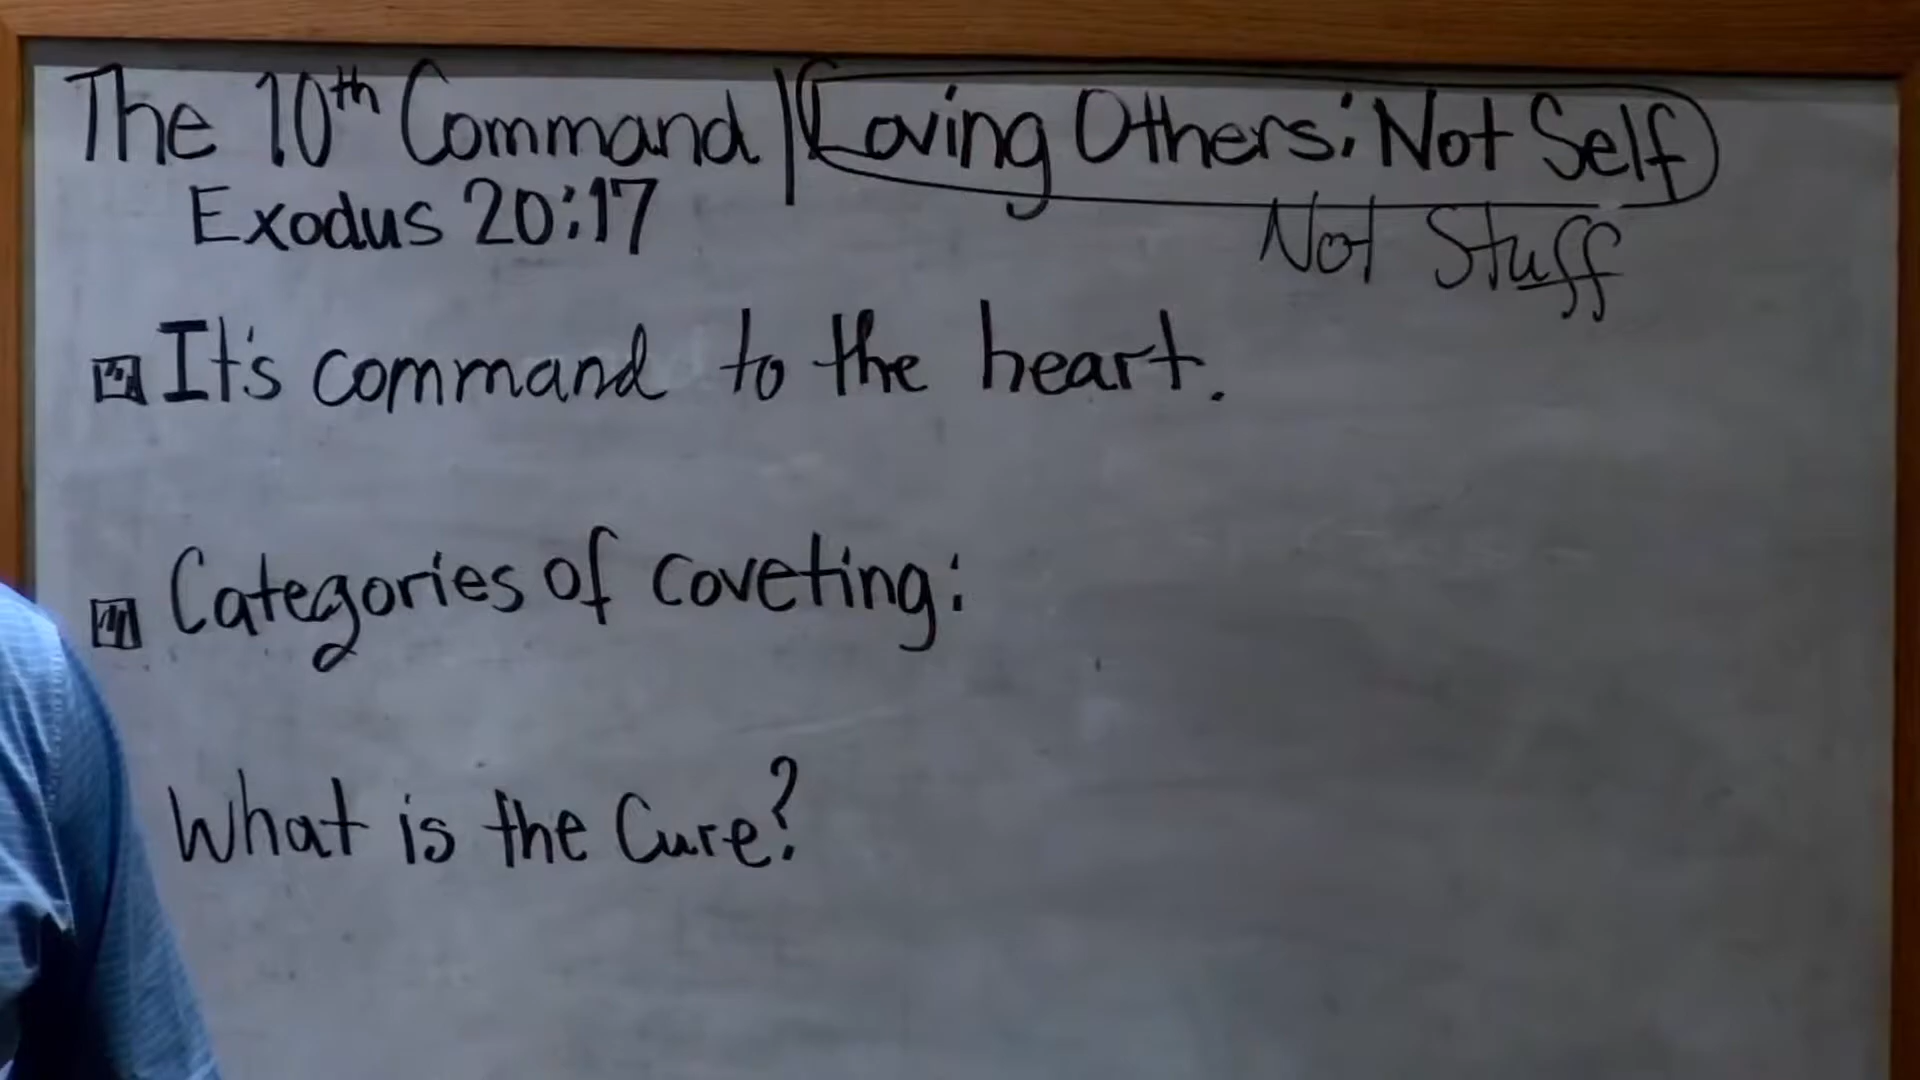 The 10th Command | Loving Others: Not Self
Exodus 20:17
Not Stuff
It's command to the heart.
Categories of coveting:
What is the Cure?